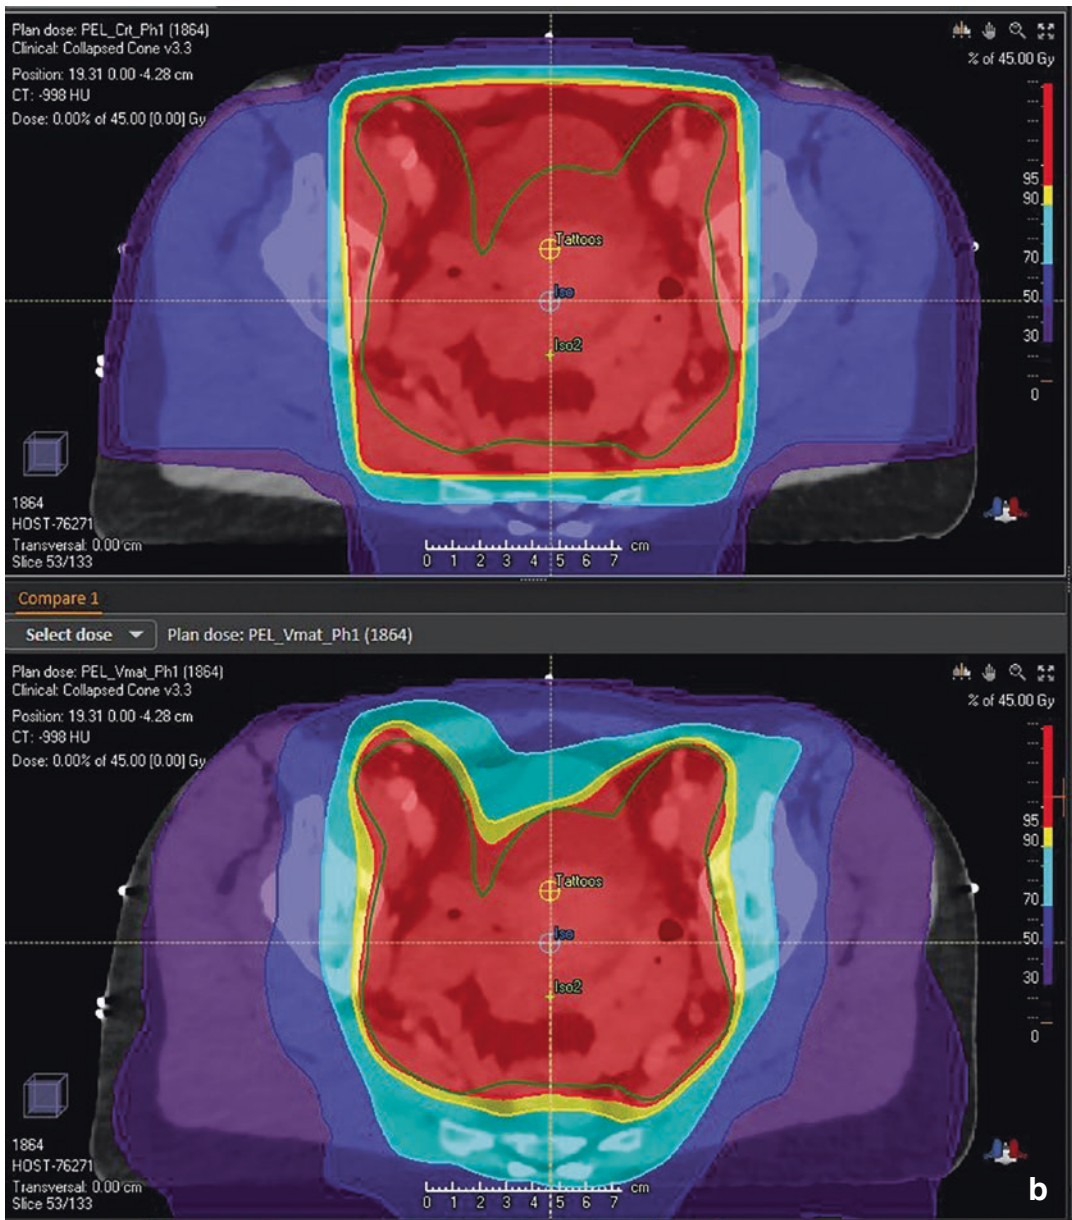 Plan dose: PEL_Crt_Ph1 (1864)
Clinical: Collapsed Cone v3.3
Position: 19.31 0.00 -4.28 cm
CT: -998 HU
Dose: 0.00% of 45.00 [0.00] Gy
% of 45.00 Gy
95
90
70
50
30
0
Tattoos
Iso
Iso2
1864
HOST-76271
Transversal: 0.00 cm
Slice 53/133
0 1 2 3 4 5 6 7 cm
Compare 1
Select dose Plan dose: PEL_Vmat_Ph1 (1864)
Plan dose: PEL_Vmat_Ph1 (1864)
Clinical: Collapsed Cone v3.3
Position: 19.31 0.00 -4.28 cm
CT: -998 HU
Dose: 0.00% of 45.00 [0.00] Gy
% of 45.00 Gy
95
90
70
50
30
0
Tattoos
Iso
Iso2
1864
HOST-76271
Transversal: 0.00 cm
Slice 53/133
0 1 2 3 4 5 6 7 cm
b